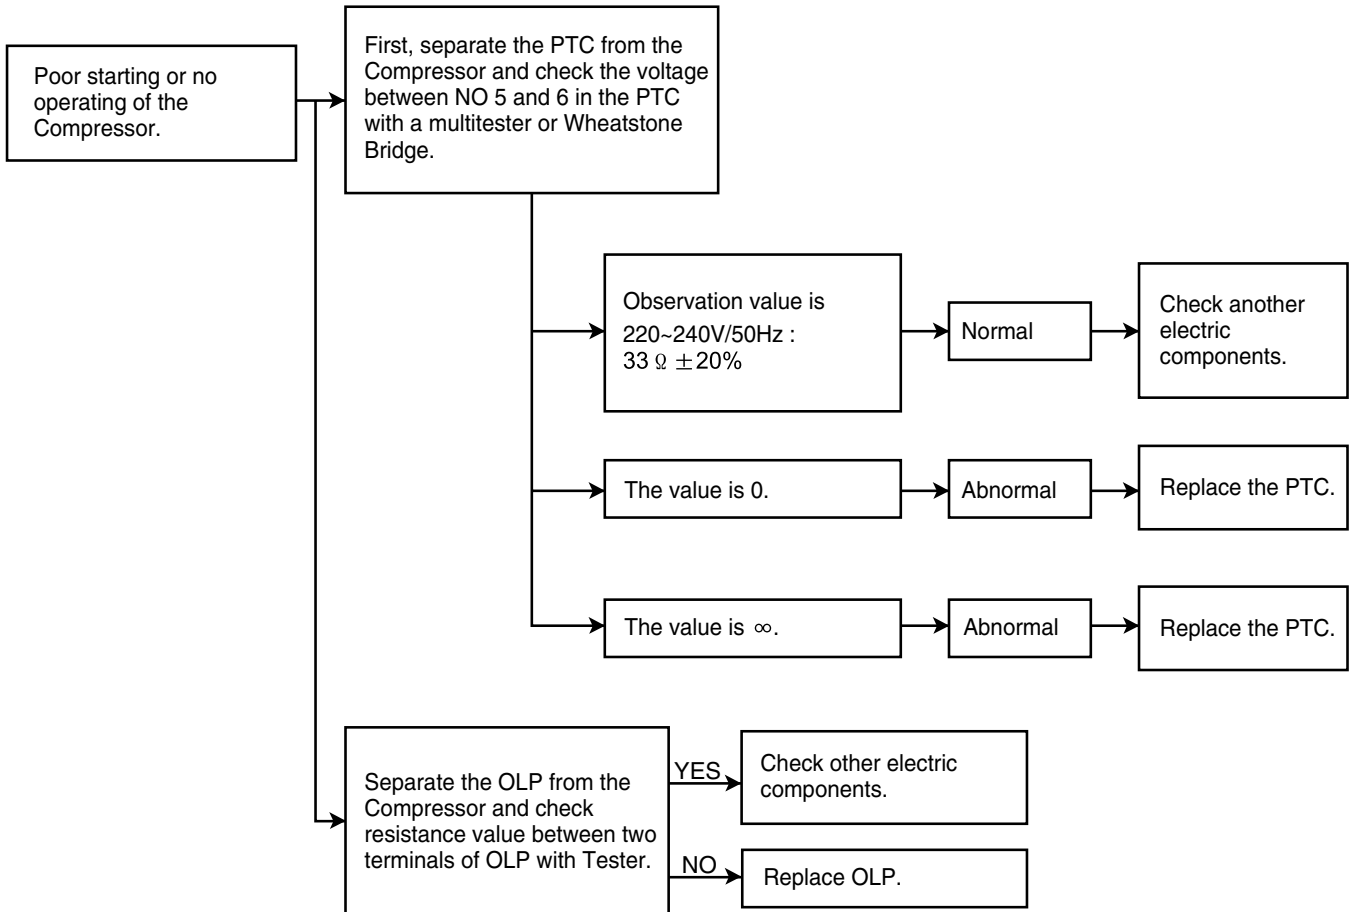 Poor starting or no
operating of the
Compressor.
First, separate the PTC from the
Compressor and check the voltage
between NO 5 and 6 in the PTC
with a multitester or Wheatstone
Bridge.
Observation value is
220~240V/50Hz :
33 Ω ±20%
Normal
Check another
electric
components.
The value is 0.
Abnormal
Replace the PTC.
The value is ∞.
Abnormal
Replace the PTC.
Separate the OLP from the
Compressor and check
resistance value between two
terminals of OLP with Tester.
YES
Check other electric
components.
NO
Replace OLP.